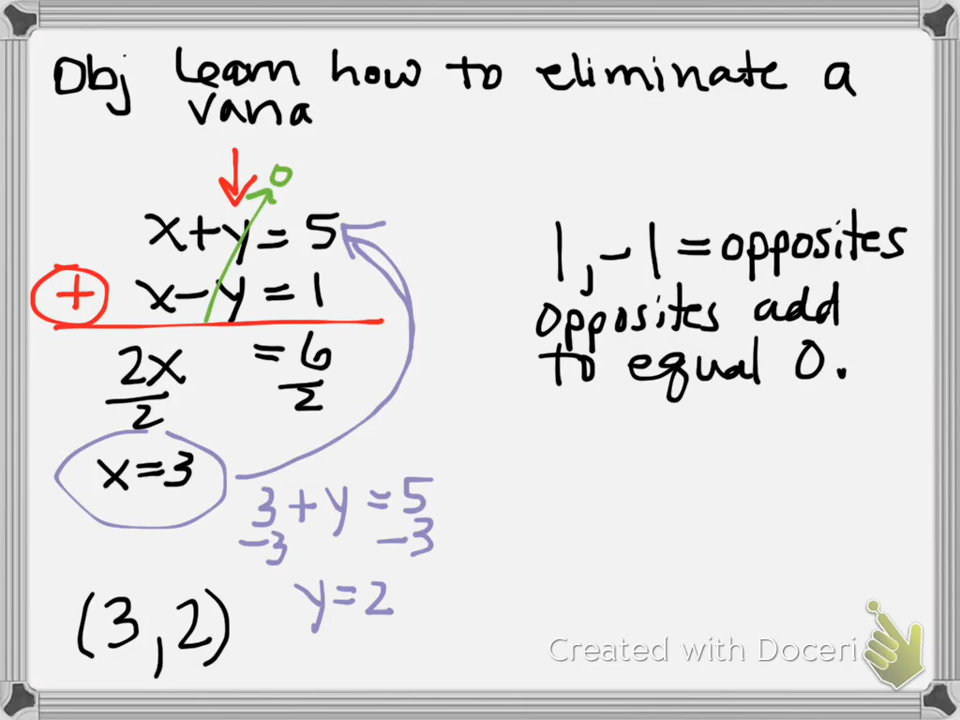 Obj Learn how to eliminate a
varia
0
x+y=5
+ x-y=1
2x =6
2 2
x=3
3+y=5
-3 -3
y=2
(3,2)
1,-1=opposites
opposites add
to equal 0.
Created with Doceri